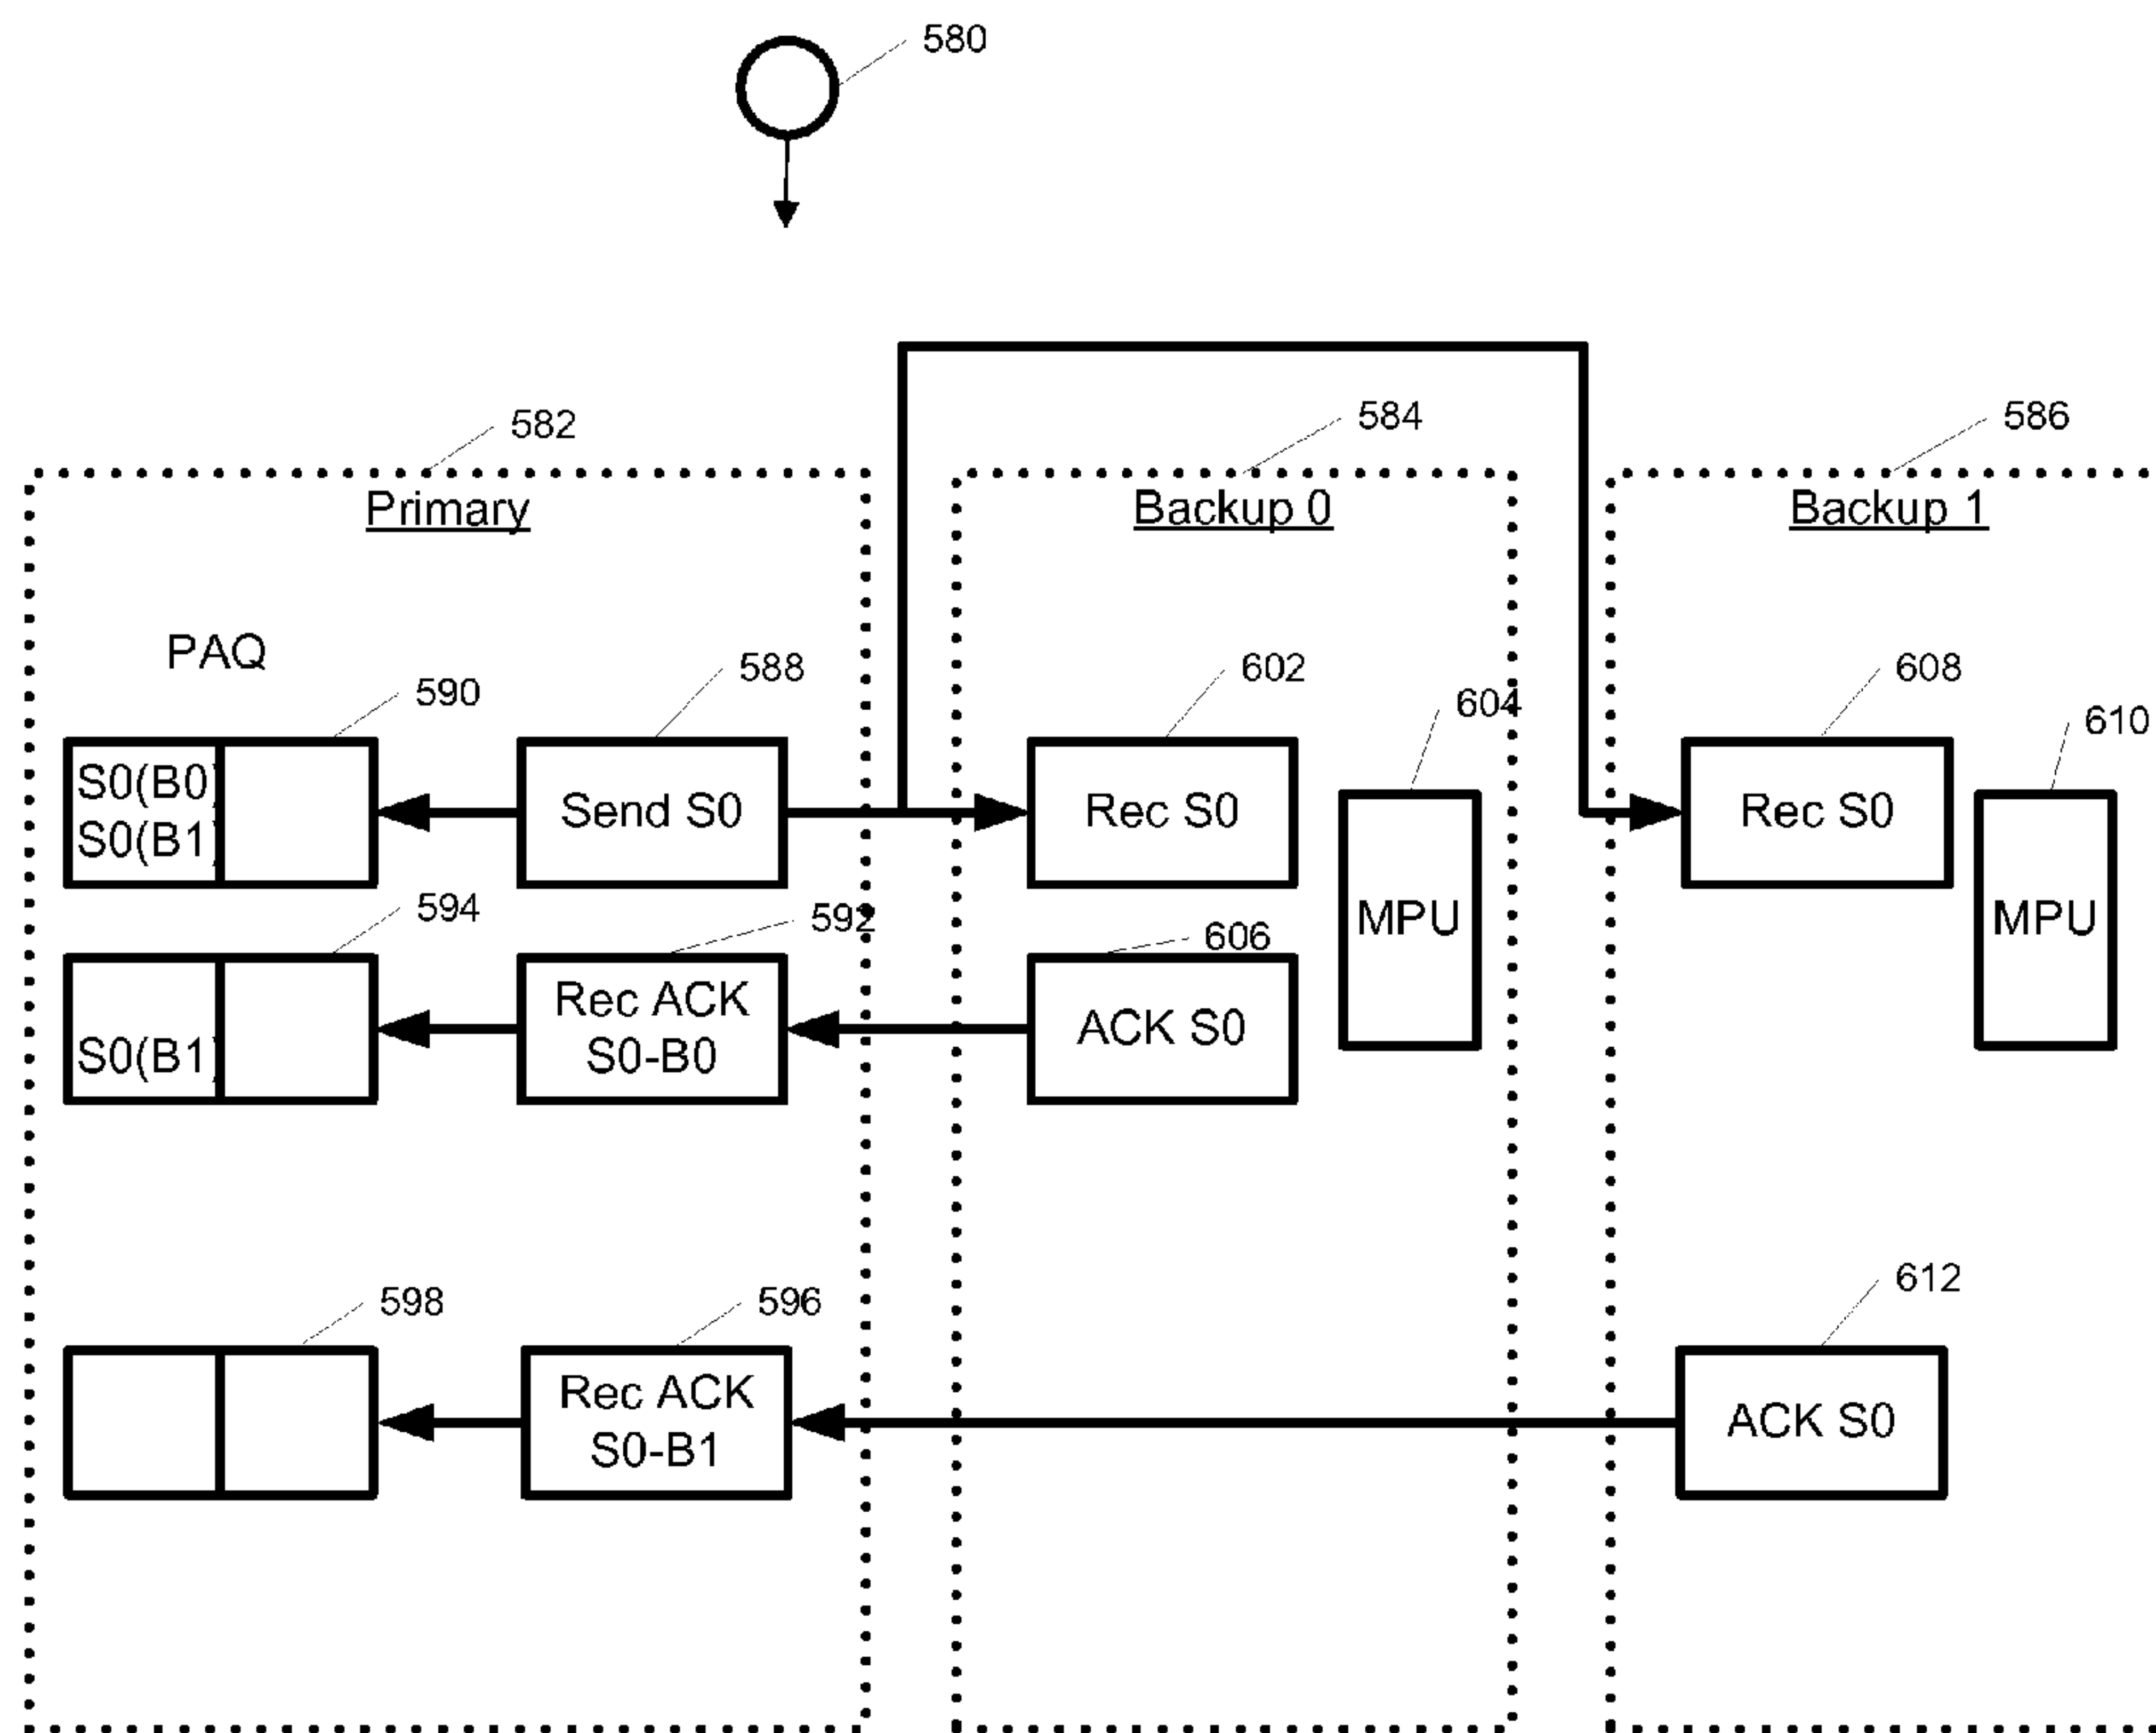 580
582
584
586
Primary
Backup 0
Backup 1
PAQ
588
602
608
590
604
610
S0(B0)
S0(B1)
Send S0
Rec S0
Rec S0
MPU
MPU
594
592
606
S0(B1)
Rec ACK
S0-B0
ACK S0
598
596
612
Rec ACK
S0-B1
ACK S0